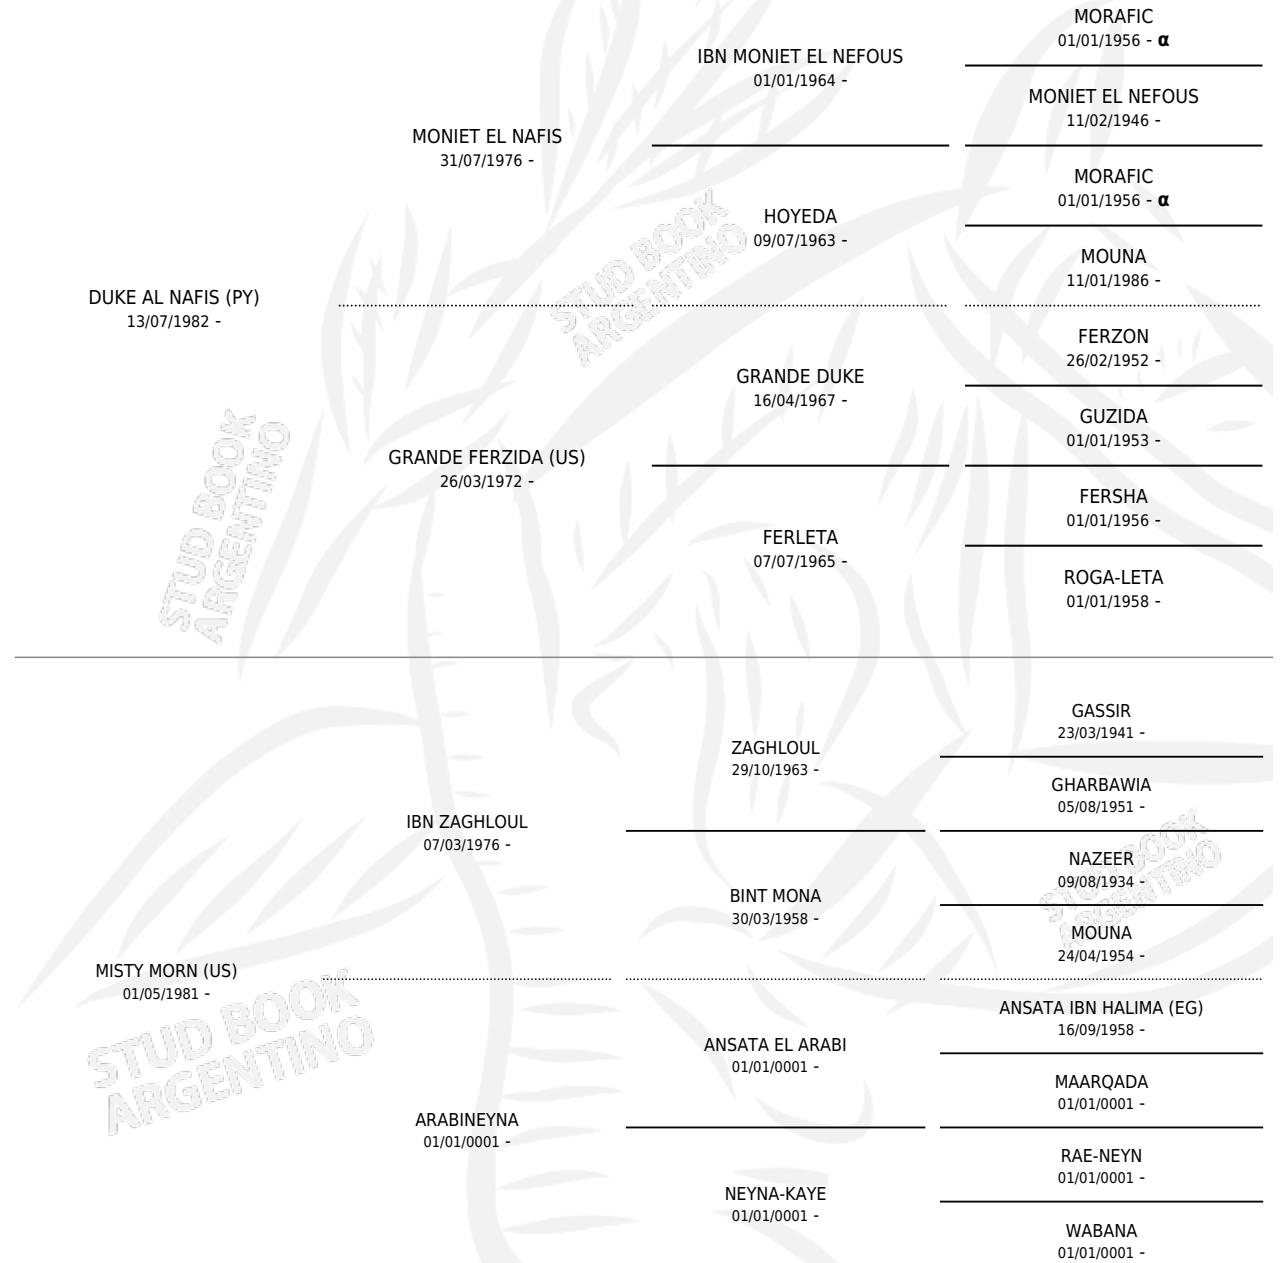 MORAFIC
01/01/1956 - α
IBN MONIET EL NEFOUS
01/01/1964 -
MONIET EL NEFOUS
11/02/1946 -
MONIET EL NAFIS
31/07/1976 -
MORAFIC
01/01/1956 - α
HOYEDA
09/07/1963 -
MOUNA
11/01/1986 -
DUKE AL NAFIS (PY)
13/07/1982 -
FERZON
26/02/1952 -
GRANDE DUKE
16/04/1967 -
GUZIDA
01/01/1953 -
GRANDE FERZIDA (US)
26/03/1972 -
FERSHA
01/01/1956 -
FERLETA
07/07/1965 -
ROGA-LETA
01/01/1958 -
STUD BOOK
ARGENTINO
STUD BOOK
ARGENTINO
GASSIR
23/03/1941 -
ZAGHLOUL
29/10/1963 -
GHARBAWIA
05/08/1951 -
IBN ZAGHLOUL
07/03/1976 -
NAZEER
09/08/1934 -
BINT MONA
30/03/1958 -
MOUNA
24/04/1954 -
MISTY MORN (US)
01/05/1981 -
ANSATA IBN HALIMA (EG)
16/09/1958 -
ANSATA EL ARABI
01/01/0001 -
MAARQADA
01/01/0001 -
ARABINEYNA
01/01/0001 -
RAE-NEYN
01/01/0001 -
NEYNA-KAYE
01/01/0001 -
WABANA
01/01/0001 -
STUD BOOK
ARGENTINO
STUD BOOK
ARGENTINO